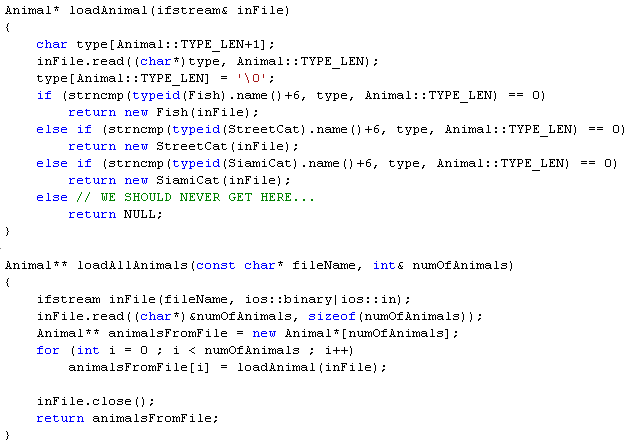 Animal* loadAnimal(ifstream& inFile)
{
    char type[Animal::TYPE_LEN+1];
    inFile.read((char*)type, Animal::TYPE_LEN);
    type[Animal::TYPE_LEN] = '\0';
    if (strncmp(typeid(Fish).name()+6, type, Animal::TYPE_LEN) == 0)
        return new Fish(inFile);
    else if (strncmp(typeid(StreetCat).name()+6, type, Animal::TYPE_LEN) == 0)
        return new StreetCat(inFile);
    else if (strncmp(typeid(SiamiCat).name()+6, type, Animal::TYPE_LEN) == 0)
        return new SiamiCat(inFile);
    else // WE SHOULD NEVER GET HERE...
        return NULL;
}
Animal** loadAllAnimals(const char* fileName, int& numOfAnimals)
{
    ifstream inFile(fileName, ios::binary|ios::in);
    inFile.read((char*)&numOfAnimals, sizeof(numOfAnimals));
    Animal** animalsFromFile = new Animal*[numOfAnimals];
    for (int i = 0 ; i < numOfAnimals ; i++)
        animalsFromFile[i] = loadAnimal(inFile);
    inFile.close();
    return animalsFromFile;
}